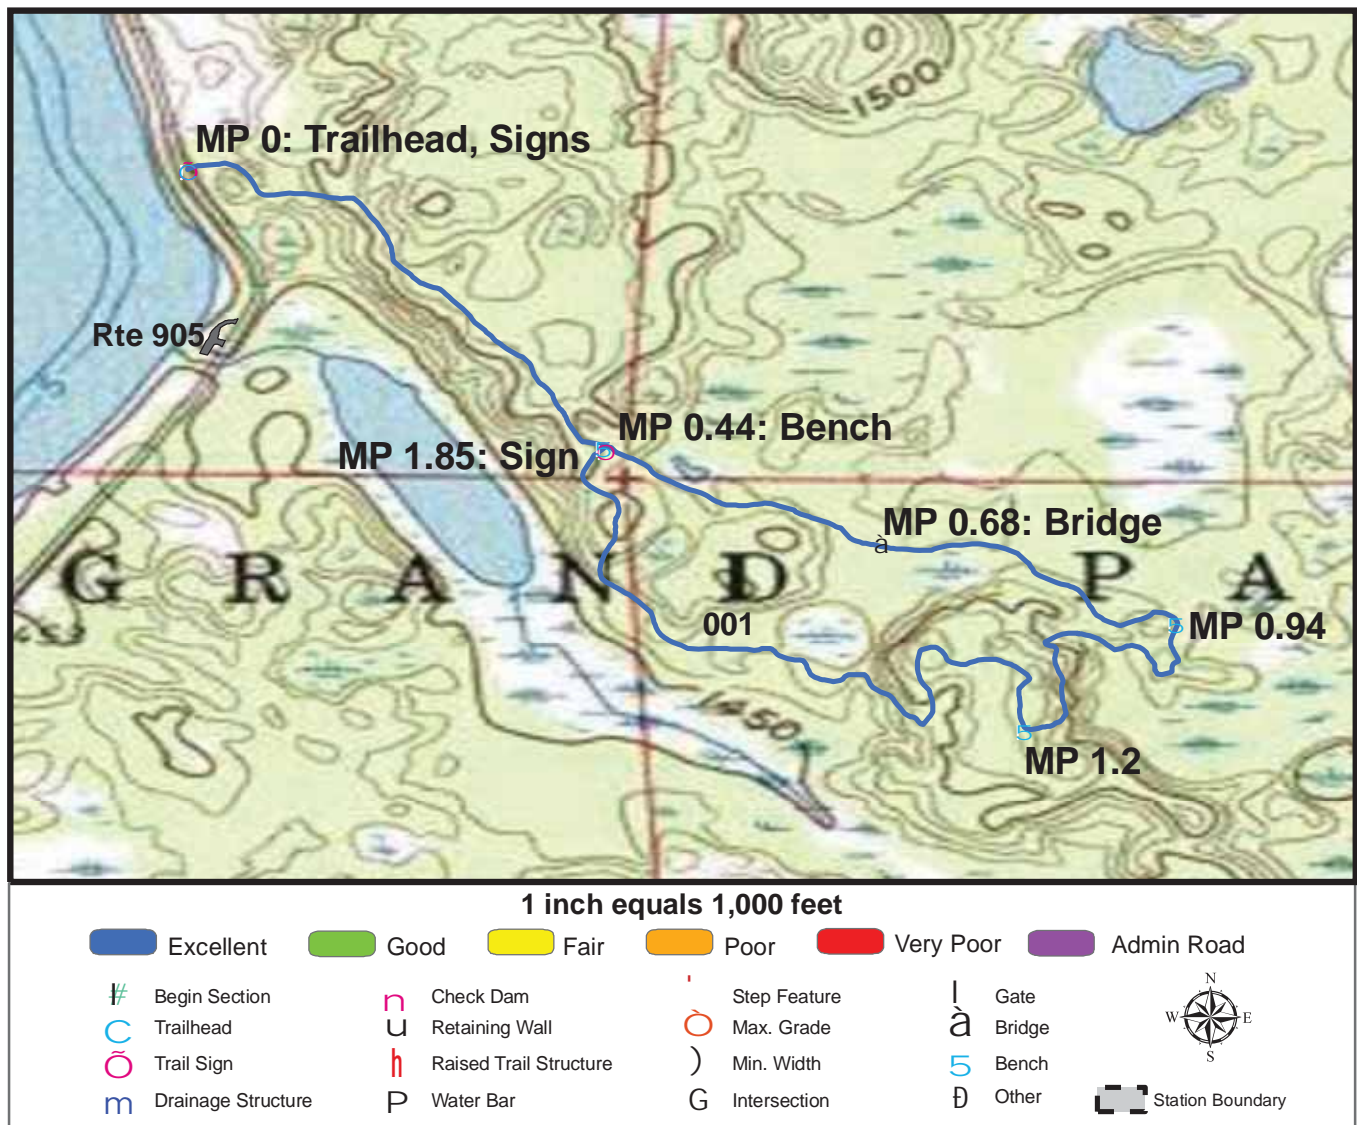 1500
MP 0: Trailhead, Signs
Rte 905
MP 0.44: Bench
MP 1.85: Sign
MP 0.68: Bridge
à
G R A N D P A
001
5 MP 0.94
1450
5
MP 1.2
1 inch equals 1,000 feet
Excellent Good Fair Poor Very Poor Admin Road
# Begin Section n Check Dam ' Step Feature I Gate N
C Trailhead u Retaining Wall Ò Max. Grade à Bridge W E
Õ Trail Sign h Raised Trail Structure ) Min. Width 5 Bench S
m Drainage Structure P Water Bar G Intersection Ð Other Station Boundary